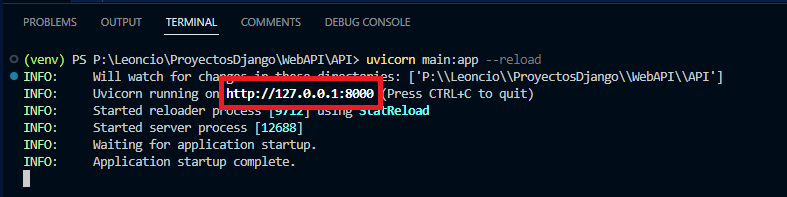 PROBLEMS OUTPUT TERMINAL COMMENTS DEBUG CONSOLE
(venv) PS P:\Leoncio\ProyectosDjango\WebAPI\API> uvicorn main:app --reload
INFO: Will watch for changes in these directories: ['P:\\Leoncio\\ProyectosDjango\\WebAPI\\API']
INFO: Uvicorn running on http://127.0.0.1:8000 (Press CTRL+C to quit)
INFO: Started reloader process [9712] using StatReload
INFO: Started server process [12688]
INFO: Waiting for application startup.
INFO: Application startup complete.